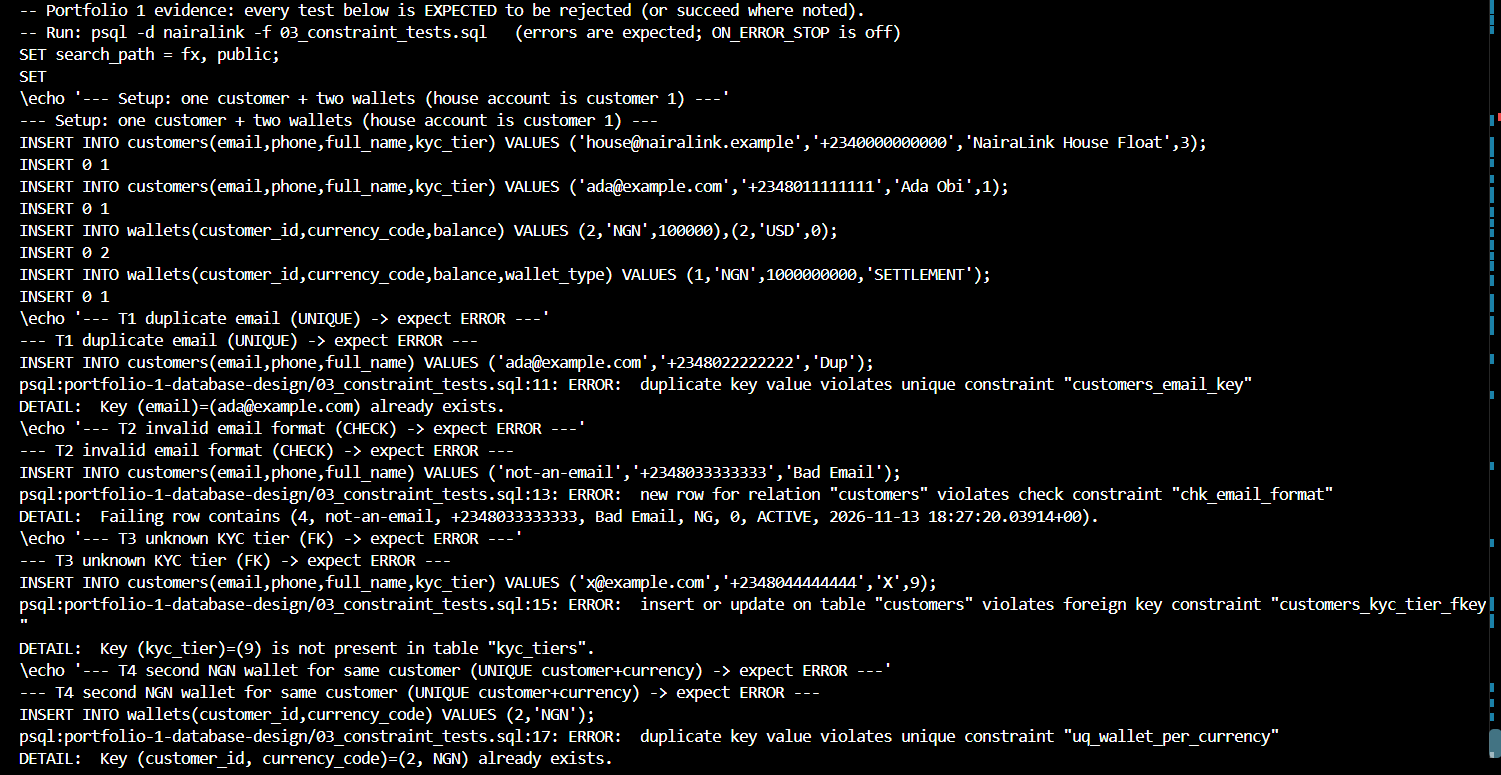 -- Portfolio 1 evidence: every test below is EXPECTED to be rejected (or succeed where noted).
-- Run: psql -d nairalink -f 03_constraint_tests.sql   (errors are expected; ON_ERROR_STOP is off)
SET search_path = fx, public;
SET
\echo '--- Setup: one customer + two wallets (house account is customer 1) ---'
--- Setup: one customer + two wallets (house account is customer 1) ---
INSERT INTO customers(email,phone,full_name,kyc_tier) VALUES ('house@nairalink.example','+2340000000000','NairaLink House Float',3);
INSERT 0 1
INSERT INTO customers(email,phone,full_name,kyc_tier) VALUES ('ada@example.com','+2348011111111','Ada Obi',1);
INSERT 0 1
INSERT INTO wallets(customer_id,currency_code,balance) VALUES (2,'NGN',100000),(2,'USD',0);
INSERT 0 2
INSERT INTO wallets(customer_id,currency_code,balance,wallet_type) VALUES (1,'NGN',1000000000,'SETTLEMENT');
INSERT 0 1
\echo '--- T1 duplicate email (UNIQUE) -> expect ERROR ---'
--- T1 duplicate email (UNIQUE) -> expect ERROR ---
INSERT INTO customers(email,phone,full_name) VALUES ('ada@example.com','+2348022222222','Dup');
psql:portfolio-1-database-design/03_constraint_tests.sql:11: ERROR:  duplicate key value violates unique constraint "customers_email_key"
DETAIL:  Key (email)=(ada@example.com) already exists.
\echo '--- T2 invalid email format (CHECK) -> expect ERROR ---'
--- T2 invalid email format (CHECK) -> expect ERROR ---
INSERT INTO customers(email,phone,full_name) VALUES ('not-an-email','+2348033333333','Bad Email');
psql:portfolio-1-database-design/03_constraint_tests.sql:13: ERROR:  new row for relation "customers" violates check constraint "chk_email_format"
DETAIL:  Failing row contains (4, not-an-email, +2348033333333, Bad Email, NG, 0, ACTIVE, 2026-11-13 18:27:20.03914+00).
\echo '--- T3 unknown KYC tier (FK) -> expect ERROR ---'
--- T3 unknown KYC tier (FK) -> expect ERROR ---
INSERT INTO customers(email,phone,full_name,kyc_tier) VALUES ('x@example.com','+2348044444444','X',9);
psql:portfolio-1-database-design/03_constraint_tests.sql:15: ERROR:  insert or update on table "customers" violates foreign key constraint "customers_kyc_tier_fkey
"
DETAIL:  Key (kyc_tier)=(9) is not present in table "kyc_tiers".
\echo '--- T4 second NGN wallet for same customer (UNIQUE customer+currency) -> expect ERROR ---'
--- T4 second NGN wallet for same customer (UNIQUE customer+currency) -> expect ERROR ---
INSERT INTO wallets(customer_id,currency_code) VALUES (2,'NGN');
psql:portfolio-1-database-design/03_constraint_tests.sql:17: ERROR:  duplicate key value violates unique constraint "uq_wallet_per_currency"
DETAIL:  Key (customer_id, currency_code)=(2, NGN) already exists.